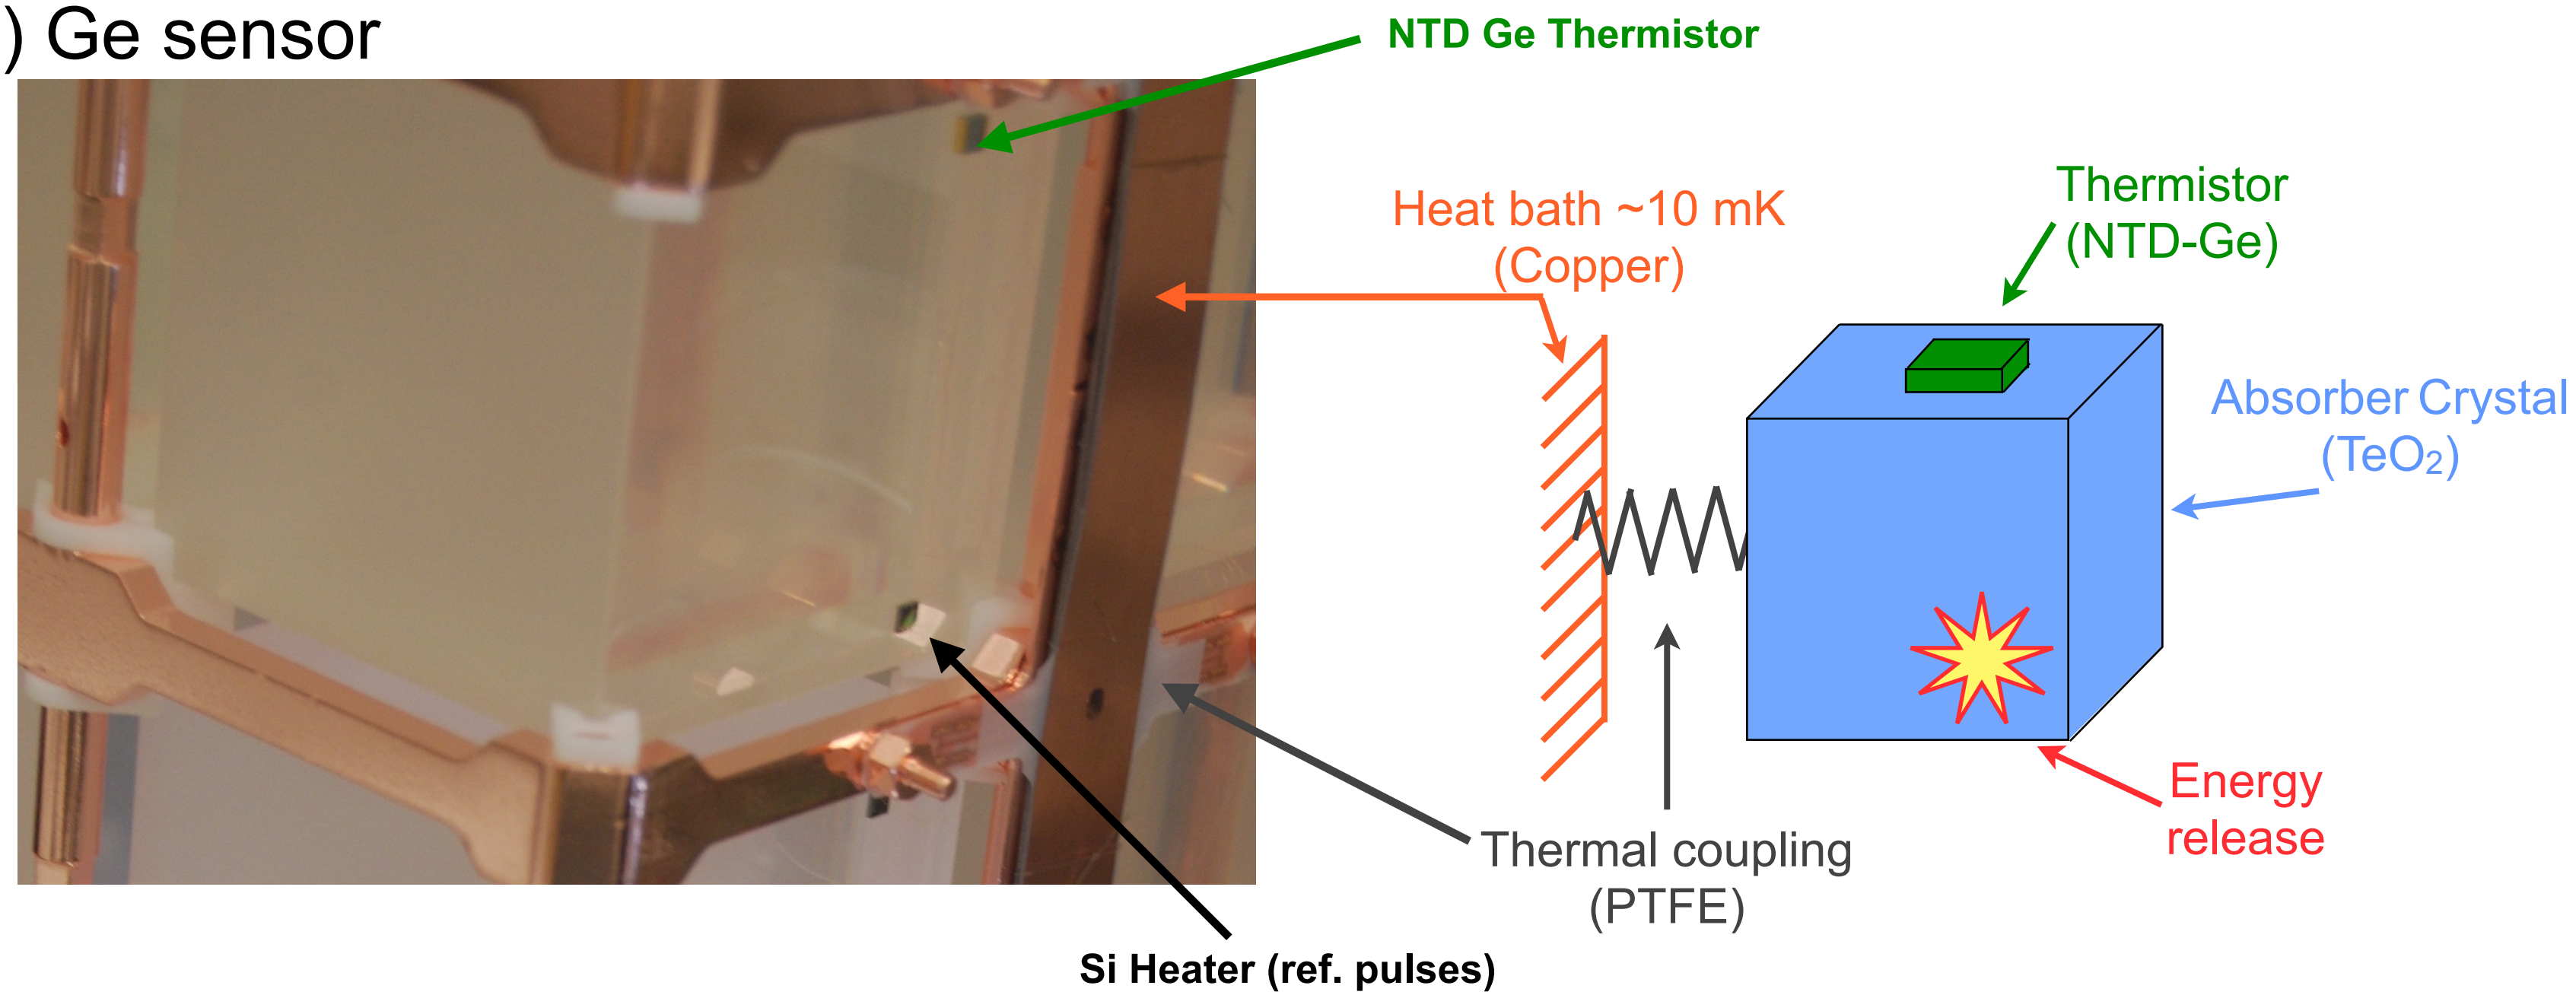 ) Ge sensor
NTD Ge Thermistor
Heat bath ~10 mK
(Copper)
Thermistor
(NTD-Ge)
Absorber Crystal
(TeO₂)
Energy
release
Thermal coupling
(PTFE)
Si Heater (ref. pulses)